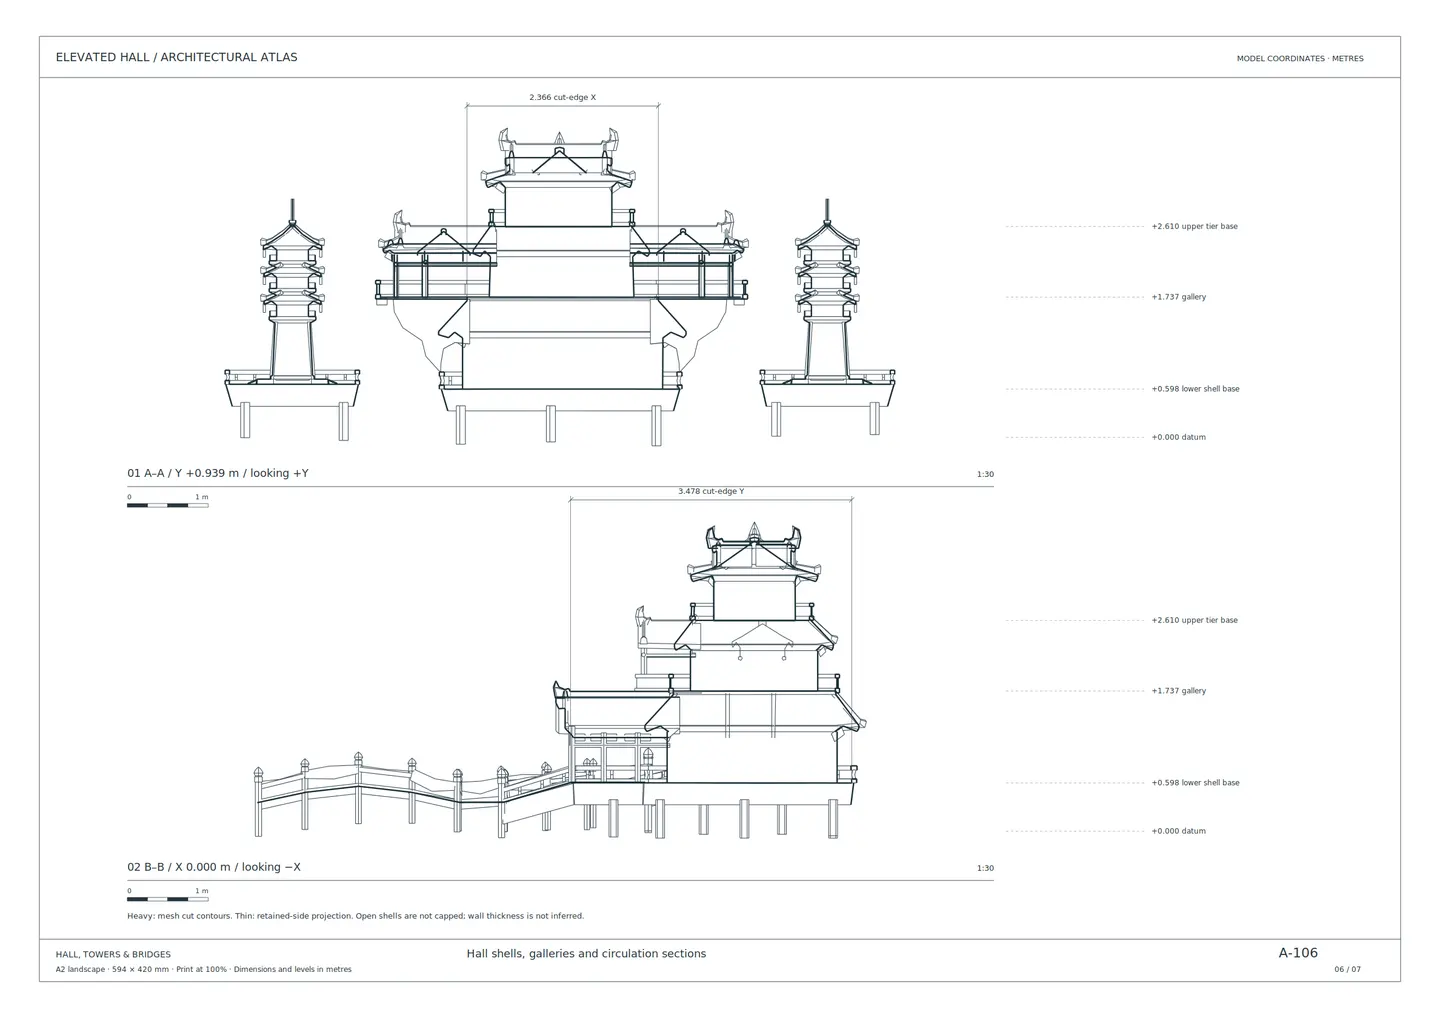 ELEVATED HALL / ARCHITECTURAL ATLAS
MODEL COORDINATES · METRES
2.366 cut-edge X
+2.610 upper tier base
+1.737 gallery
+0.598 lower shell base
+0.000 datum
01 A–A / Y +0.939 m / looking +Y
1:30
0 1 m
3.478 cut-edge Y
+2.610 upper tier base
+1.737 gallery
+0.598 lower shell base
+0.000 datum
02 B–B / X 0.000 m / looking −X
1:30
0 1 m
Heavy: mesh cut contours. Thin: retained-side projection. Open shells are not capped; wall thickness is not inferred.
HALL, TOWERS & BRIDGES
Hall shells, galleries and circulation sections
A-106
A2 landscape · 594 × 420 mm · Print at 100% · Dimensions and levels in metres
06 / 07